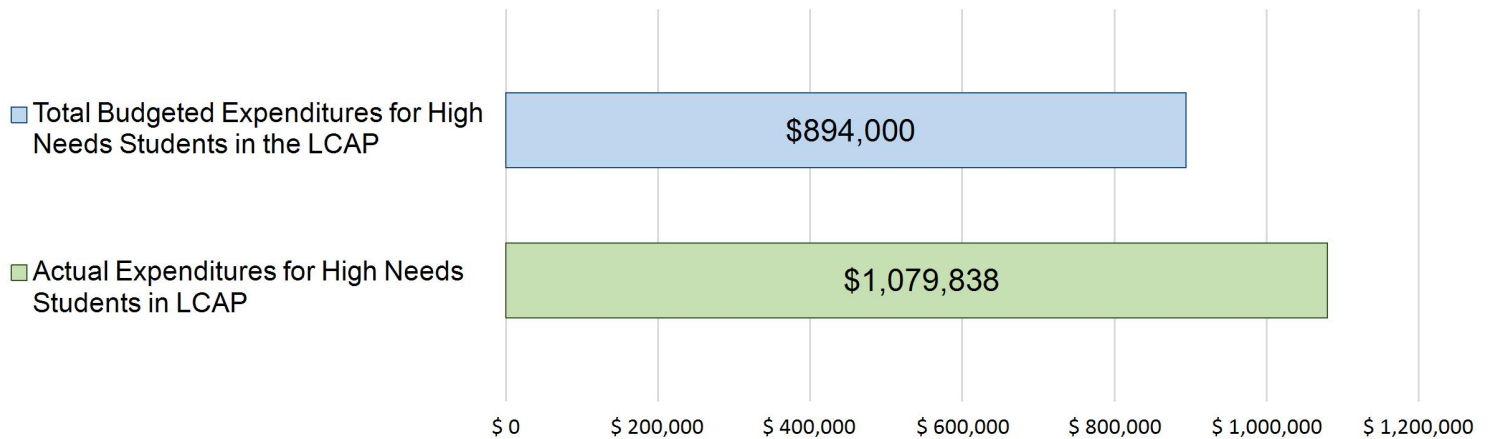 Total Budgeted Expenditures for High
Needs Students in the LCAP
$894,000
Actual Expenditures for High Needs
Students in LCAP
$1,079,838
$ 0
$ 200,000
$ 400,000
$ 600,000
$ 800,000
$ 1,000,000
$ 1,200,000